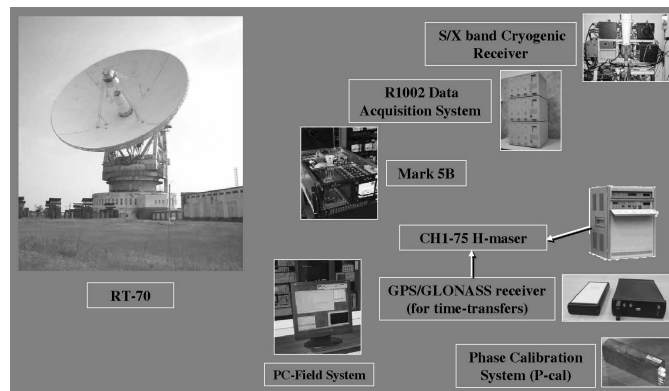 S/X band Cryogenic
Receiver
R1002 Data
Acquisition System
Mark 5B
CH1-75 H-maser
RT-70
GPS/GLONASS receiver
(for time-transfers)
PC-Field System
Phase Calibration
System (P-cal)